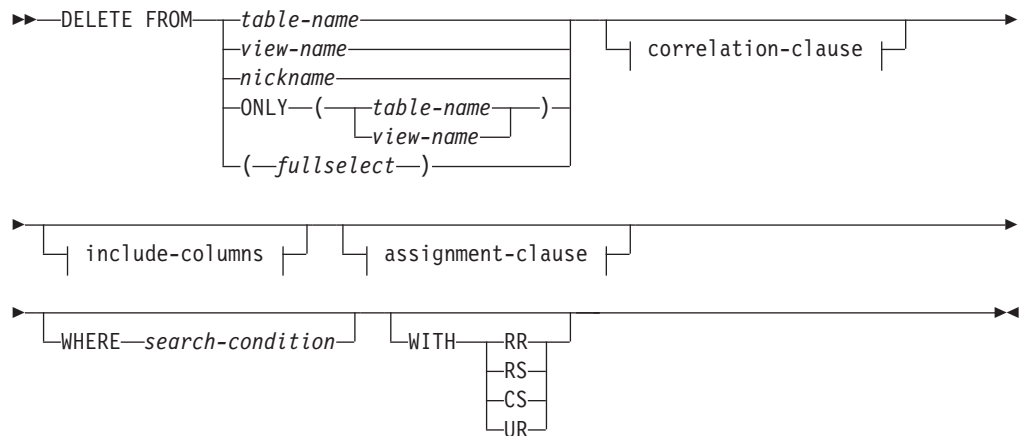 DELETE FROM table-name
view-name
nickname
ONLY ( table-name )
view-name
( fullselect )
correlation-clause
include-columns assignment-clause
WHERE search-condition WITH RR
RS
CS
UR